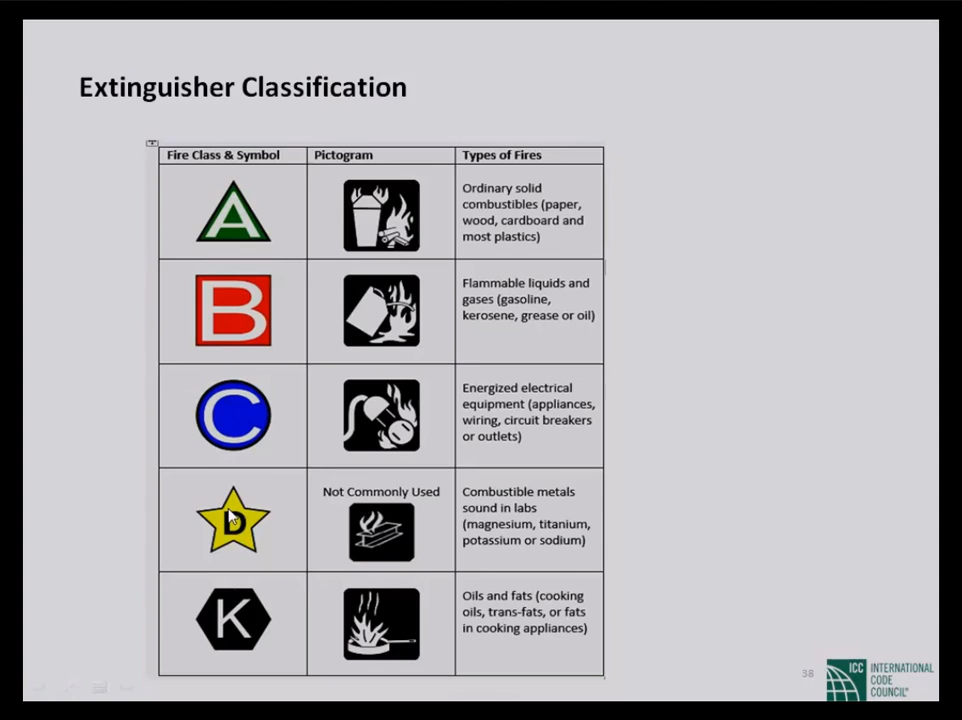 Extinguisher Classification
Fire Class & Symbol
Pictogram
Types of Fires
A
Ordinary solid
combustibles (paper,
wood, cardboard and
most plastics)
B
Flammable liquids and
gases (gasoline,
kerosene, grease or oil)
C
Energized electrical
equipment (appliances,
wiring, circuit breakers
or outlets)
D
Not Commonly Used
Combustible metals
sound in labs
(magnesium, titanium,
potassium or sodium)
K
Oils and fats (cooking
oils, trans-fats, or fats
in cooking appliances)
38
ICC
INTERNATIONAL
CODE
COUNCIL®